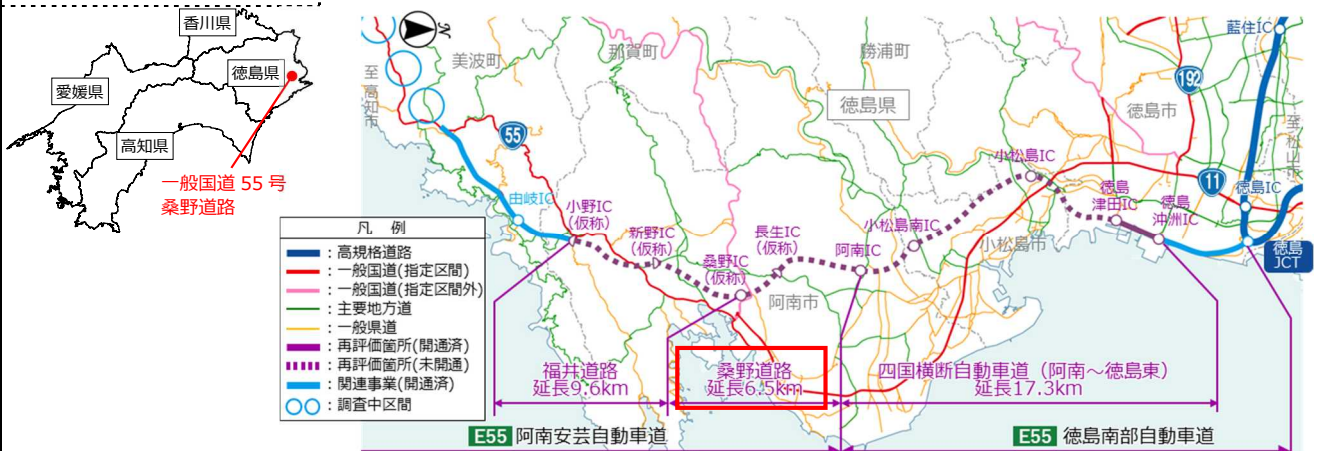 香川県
徳島県
愛媛県
高知県
一般国道 55 号
桑野道路
N
美波町
那賀町
勝浦町
藍住IC
至高知市
徳島県
192
徳島市
至松山市
55
小松島IC
11
徳島IC
由岐IC
小野IC
(仮称)
徳島
津田IC
徳島
沖洲IC
新野IC
(仮称)
長生IC
(仮称)
小松島南IC
小松島市
阿南IC
桑野IC
(仮称)
徳島
JCT
阿南市
凡 例
:高規格道路
:一般国道(指定区間)
:一般国道(指定区間外)
:主要地方道
:一般県道
:再評価箇所(開通済)
:再評価箇所(未開通)
:関連事業(開通済)
:調査中区間
福井道路
延長9.6km
桑野道路
延長6.5km
四国横断自動車道(阿南~徳島東)
延長17.3km
E55 阿南安芸自動車道
E55 徳島南部自動車道